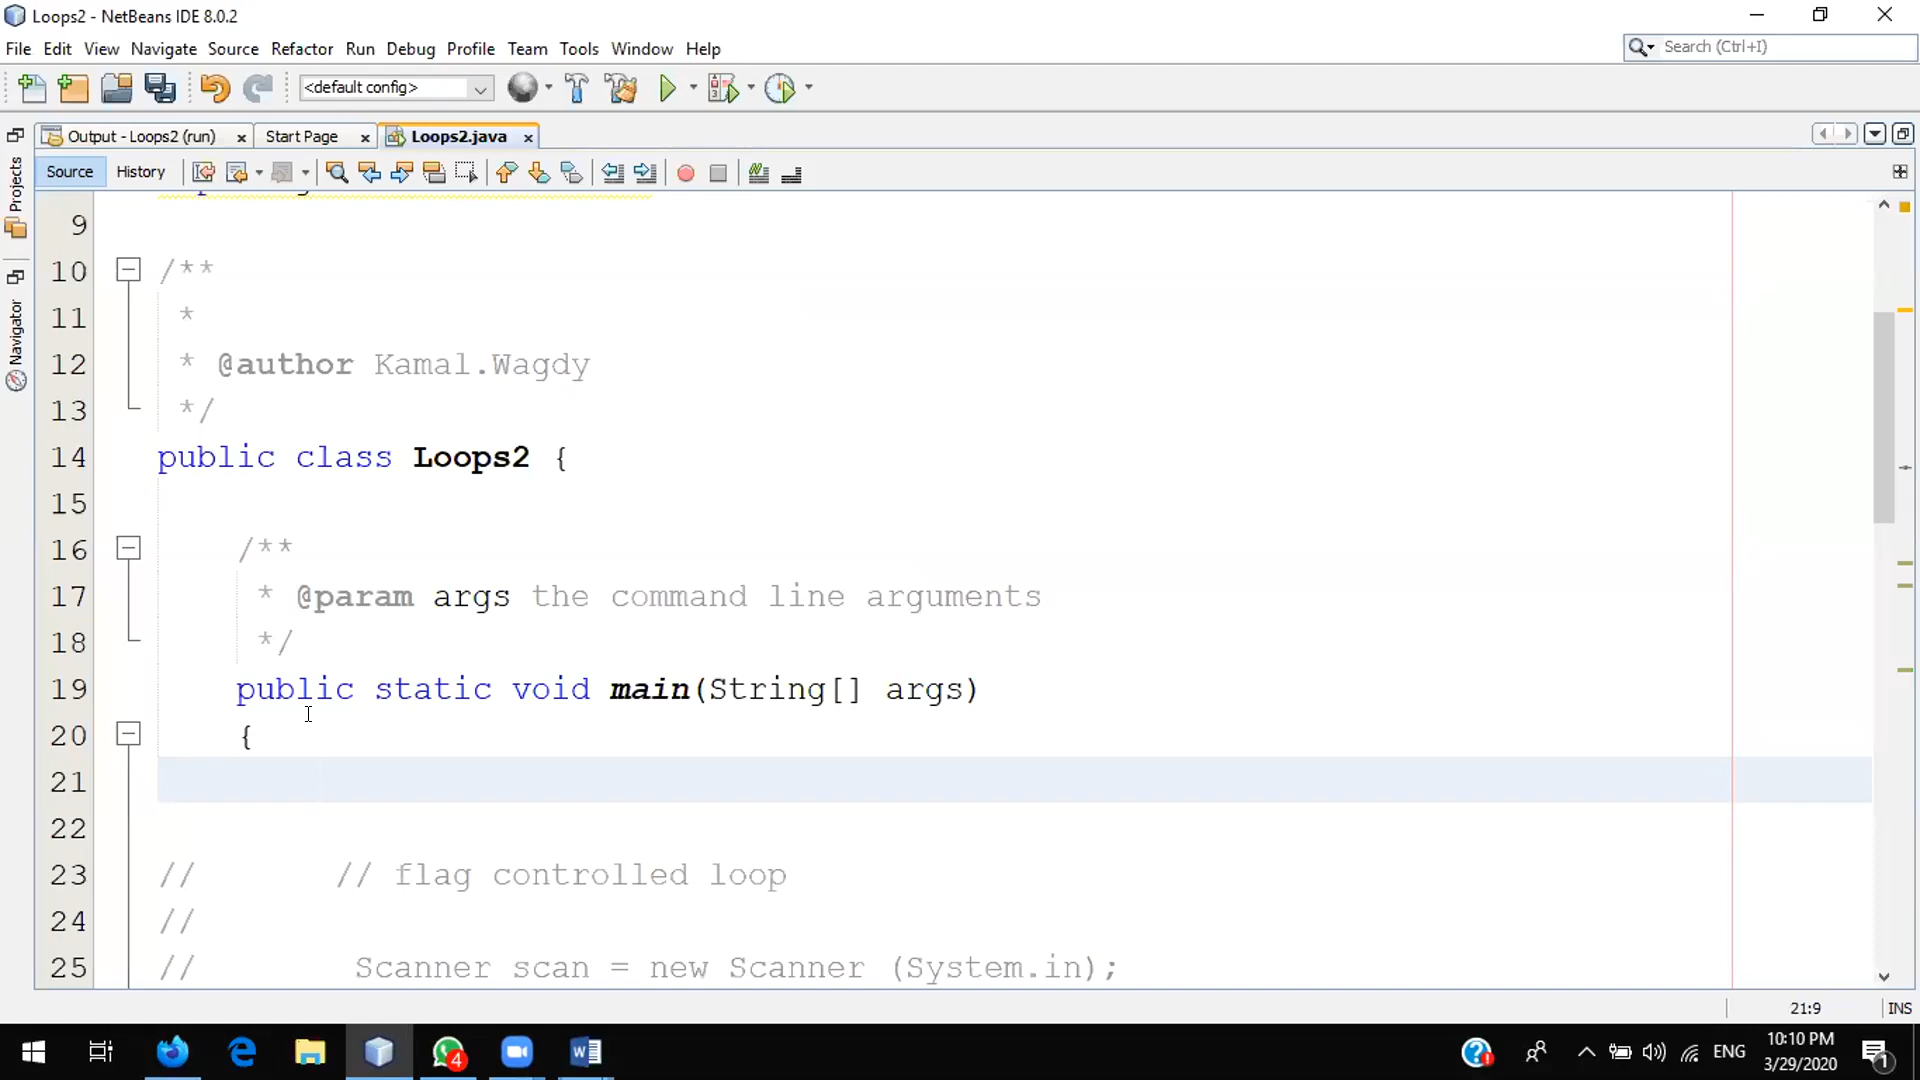 Loops2 - NetBeans IDE 8.0.2
File Edit View Navigate Source Refactor Run Debug Profile Team Tools Window Help
Search (Ctrl+I)
<default config>
Output - Loops2 (run) Start Page Loops2.java
Source History
Projects
Navigator
9
10 /**
11 *
12 * @author Kamal.Wagdy
13 */
14 public class Loops2 {
15
16 /**
17 * @param args the command line arguments
18 */
19 public static void main(String[] args)
20 {
21
22
23 // // flag controlled loop
24 //
25 // Scanner scan = new Scanner (System.in);
21:9 INS
4
ENG
10:10 PM
3/29/2020
1